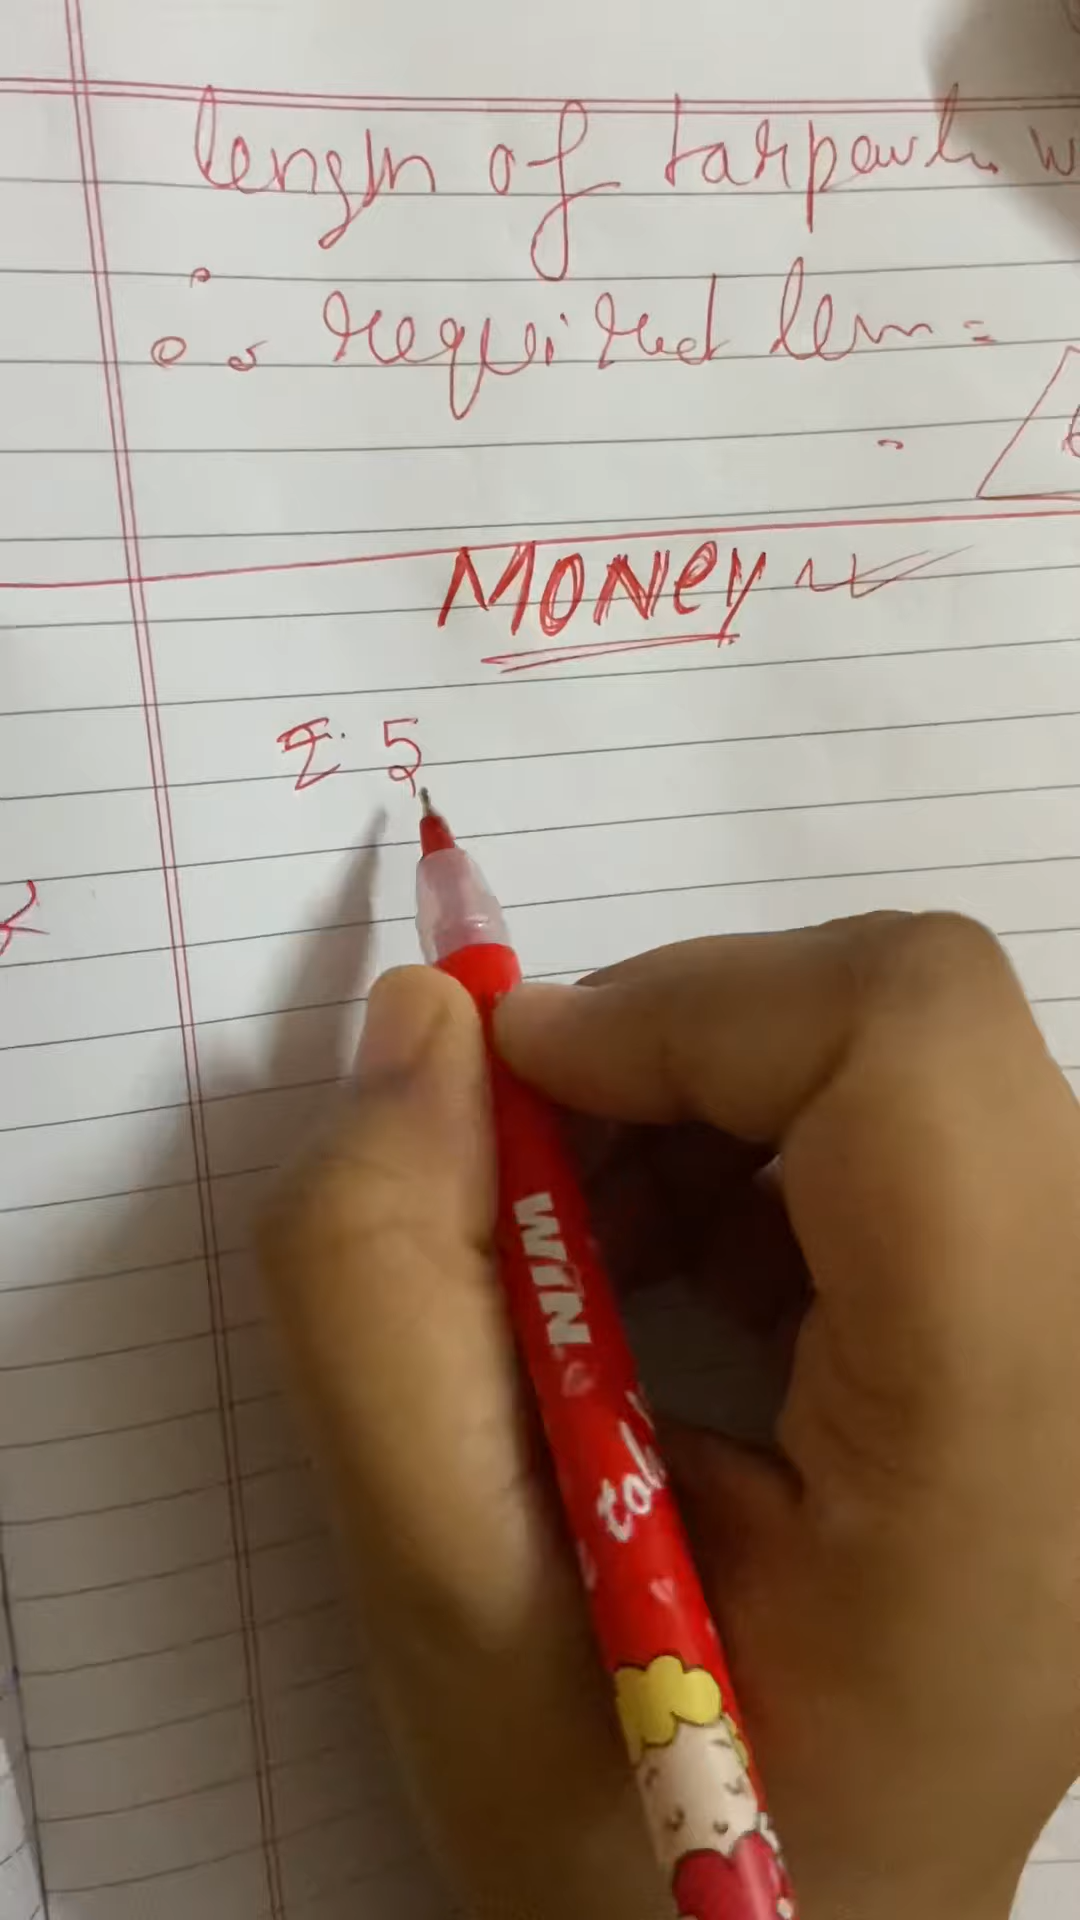 length of tarpaulin
∴ required len =
=
MONEY
₹. 5
WIN